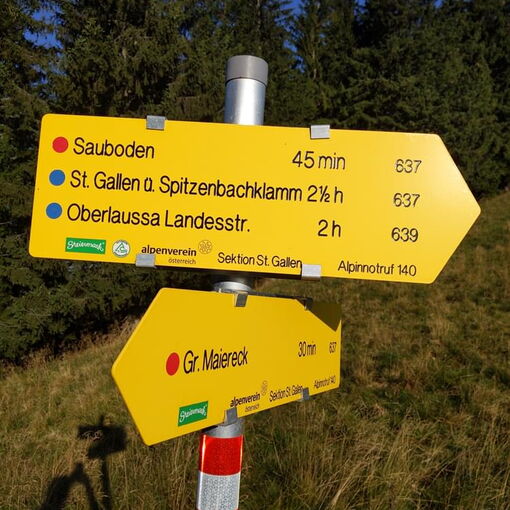 Sauboden 45 min 637
St. Gallen ü. Spitzenbachklamm 2½ h 637
Oberlaussa Landesstr. 2 h 639
Steiermark alpenverein österreich Sektion St. Gallen Alpinnotruf 140
Gr. Maiereck 30 min 637
Steiermark alpenverein österreich Sektion St. Gallen Alpinnotruf 140